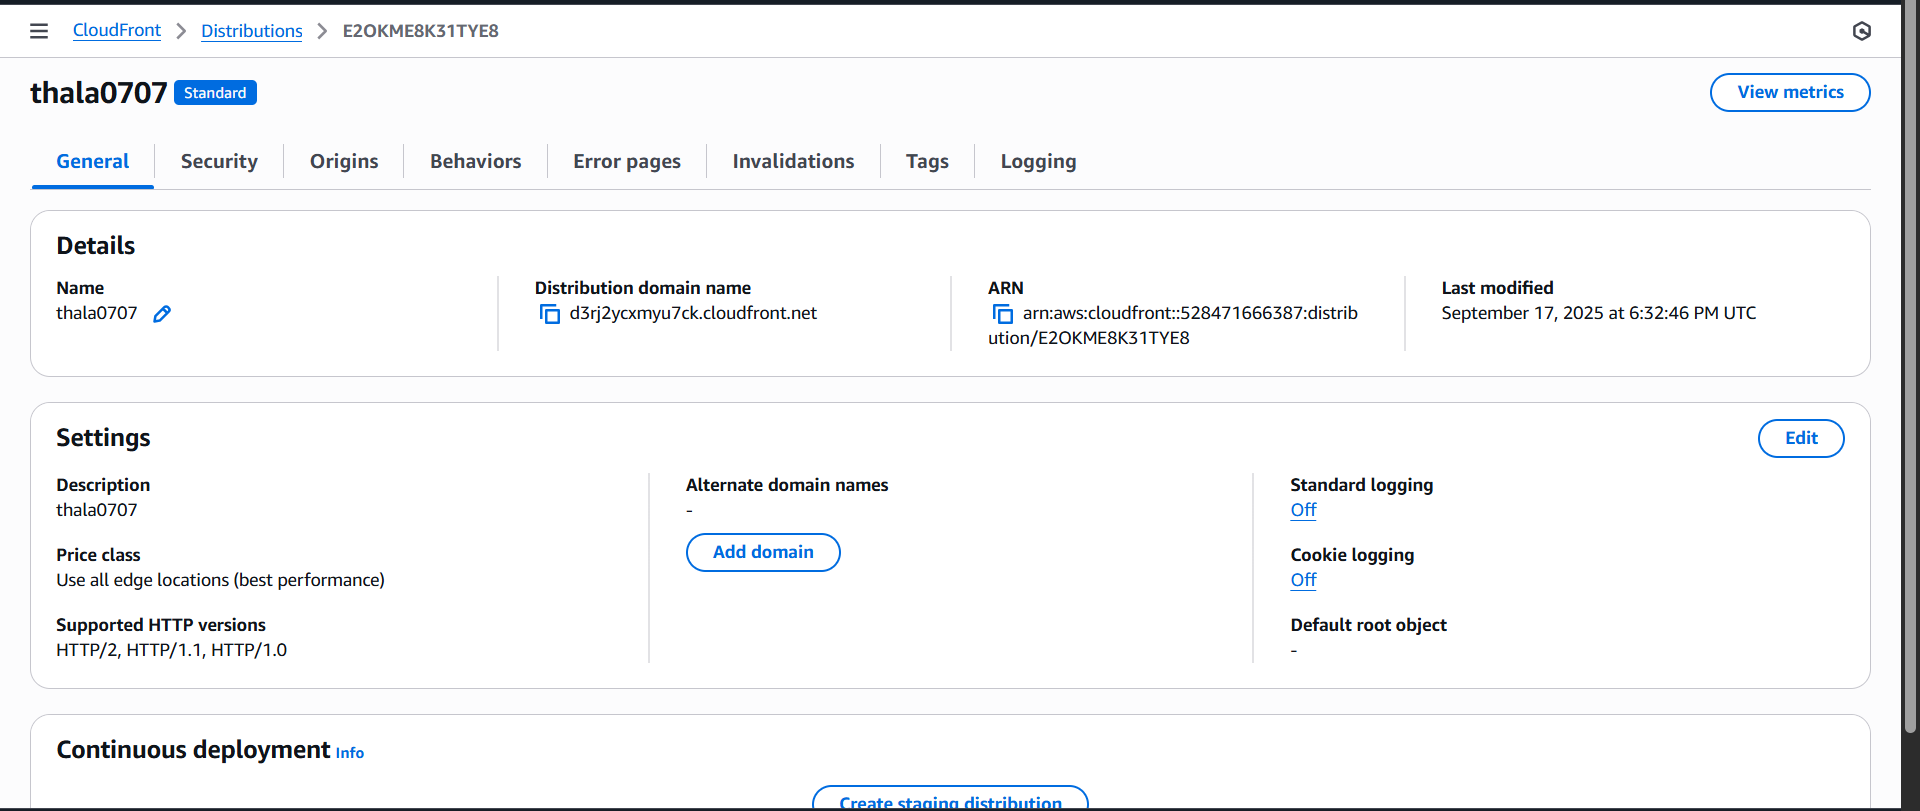 CloudFront > Distributions > E2OKME8K31TYE8
thala0707 Standard
View metrics
General
Security
Origins
Behaviors
Error pages
Invalidations
Tags
Logging
Details
Name
thala0707
Distribution domain name
d3rj2ycxmyu7ck.cloudfront.net
ARN
arn:aws:cloudfront::528471666387:distrib
ution/E2OKME8K31TYE8
Last modified
September 17, 2025 at 6:32:46 PM UTC
Settings
Edit
Description
thala0707
Price class
Use all edge locations (best performance)
Supported HTTP versions
HTTP/2, HTTP/1.1, HTTP/1.0
Alternate domain names
-
Add domain
Standard logging
Off
Cookie logging
Off
Default root object
-
Continuous deployment Info
Create staging distribution